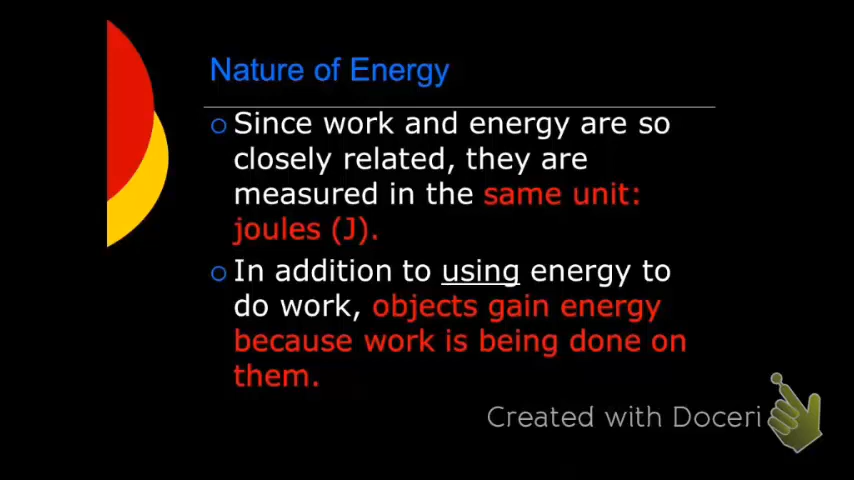 Nature of Energy
Since work and energy are so
closely related, they are
measured in the same unit:
joules (J).
In addition to using energy to
do work, objects gain energy
because work is being done on
them.
Created with Doceri